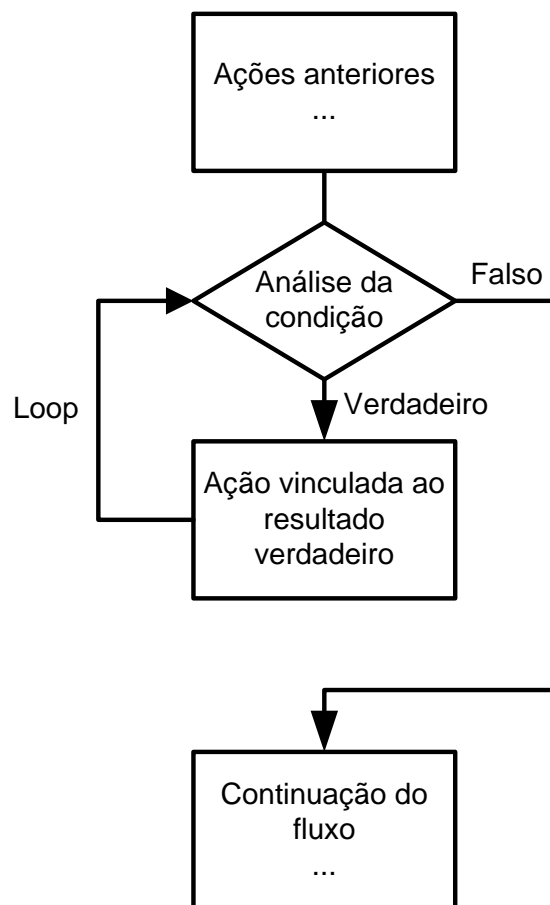 Ações anteriores
...
Análise da
condição
Falso
Verdadeiro
Loop
Ação vinculada ao
resultado
verdadeiro
Continuação do
fluxo
...